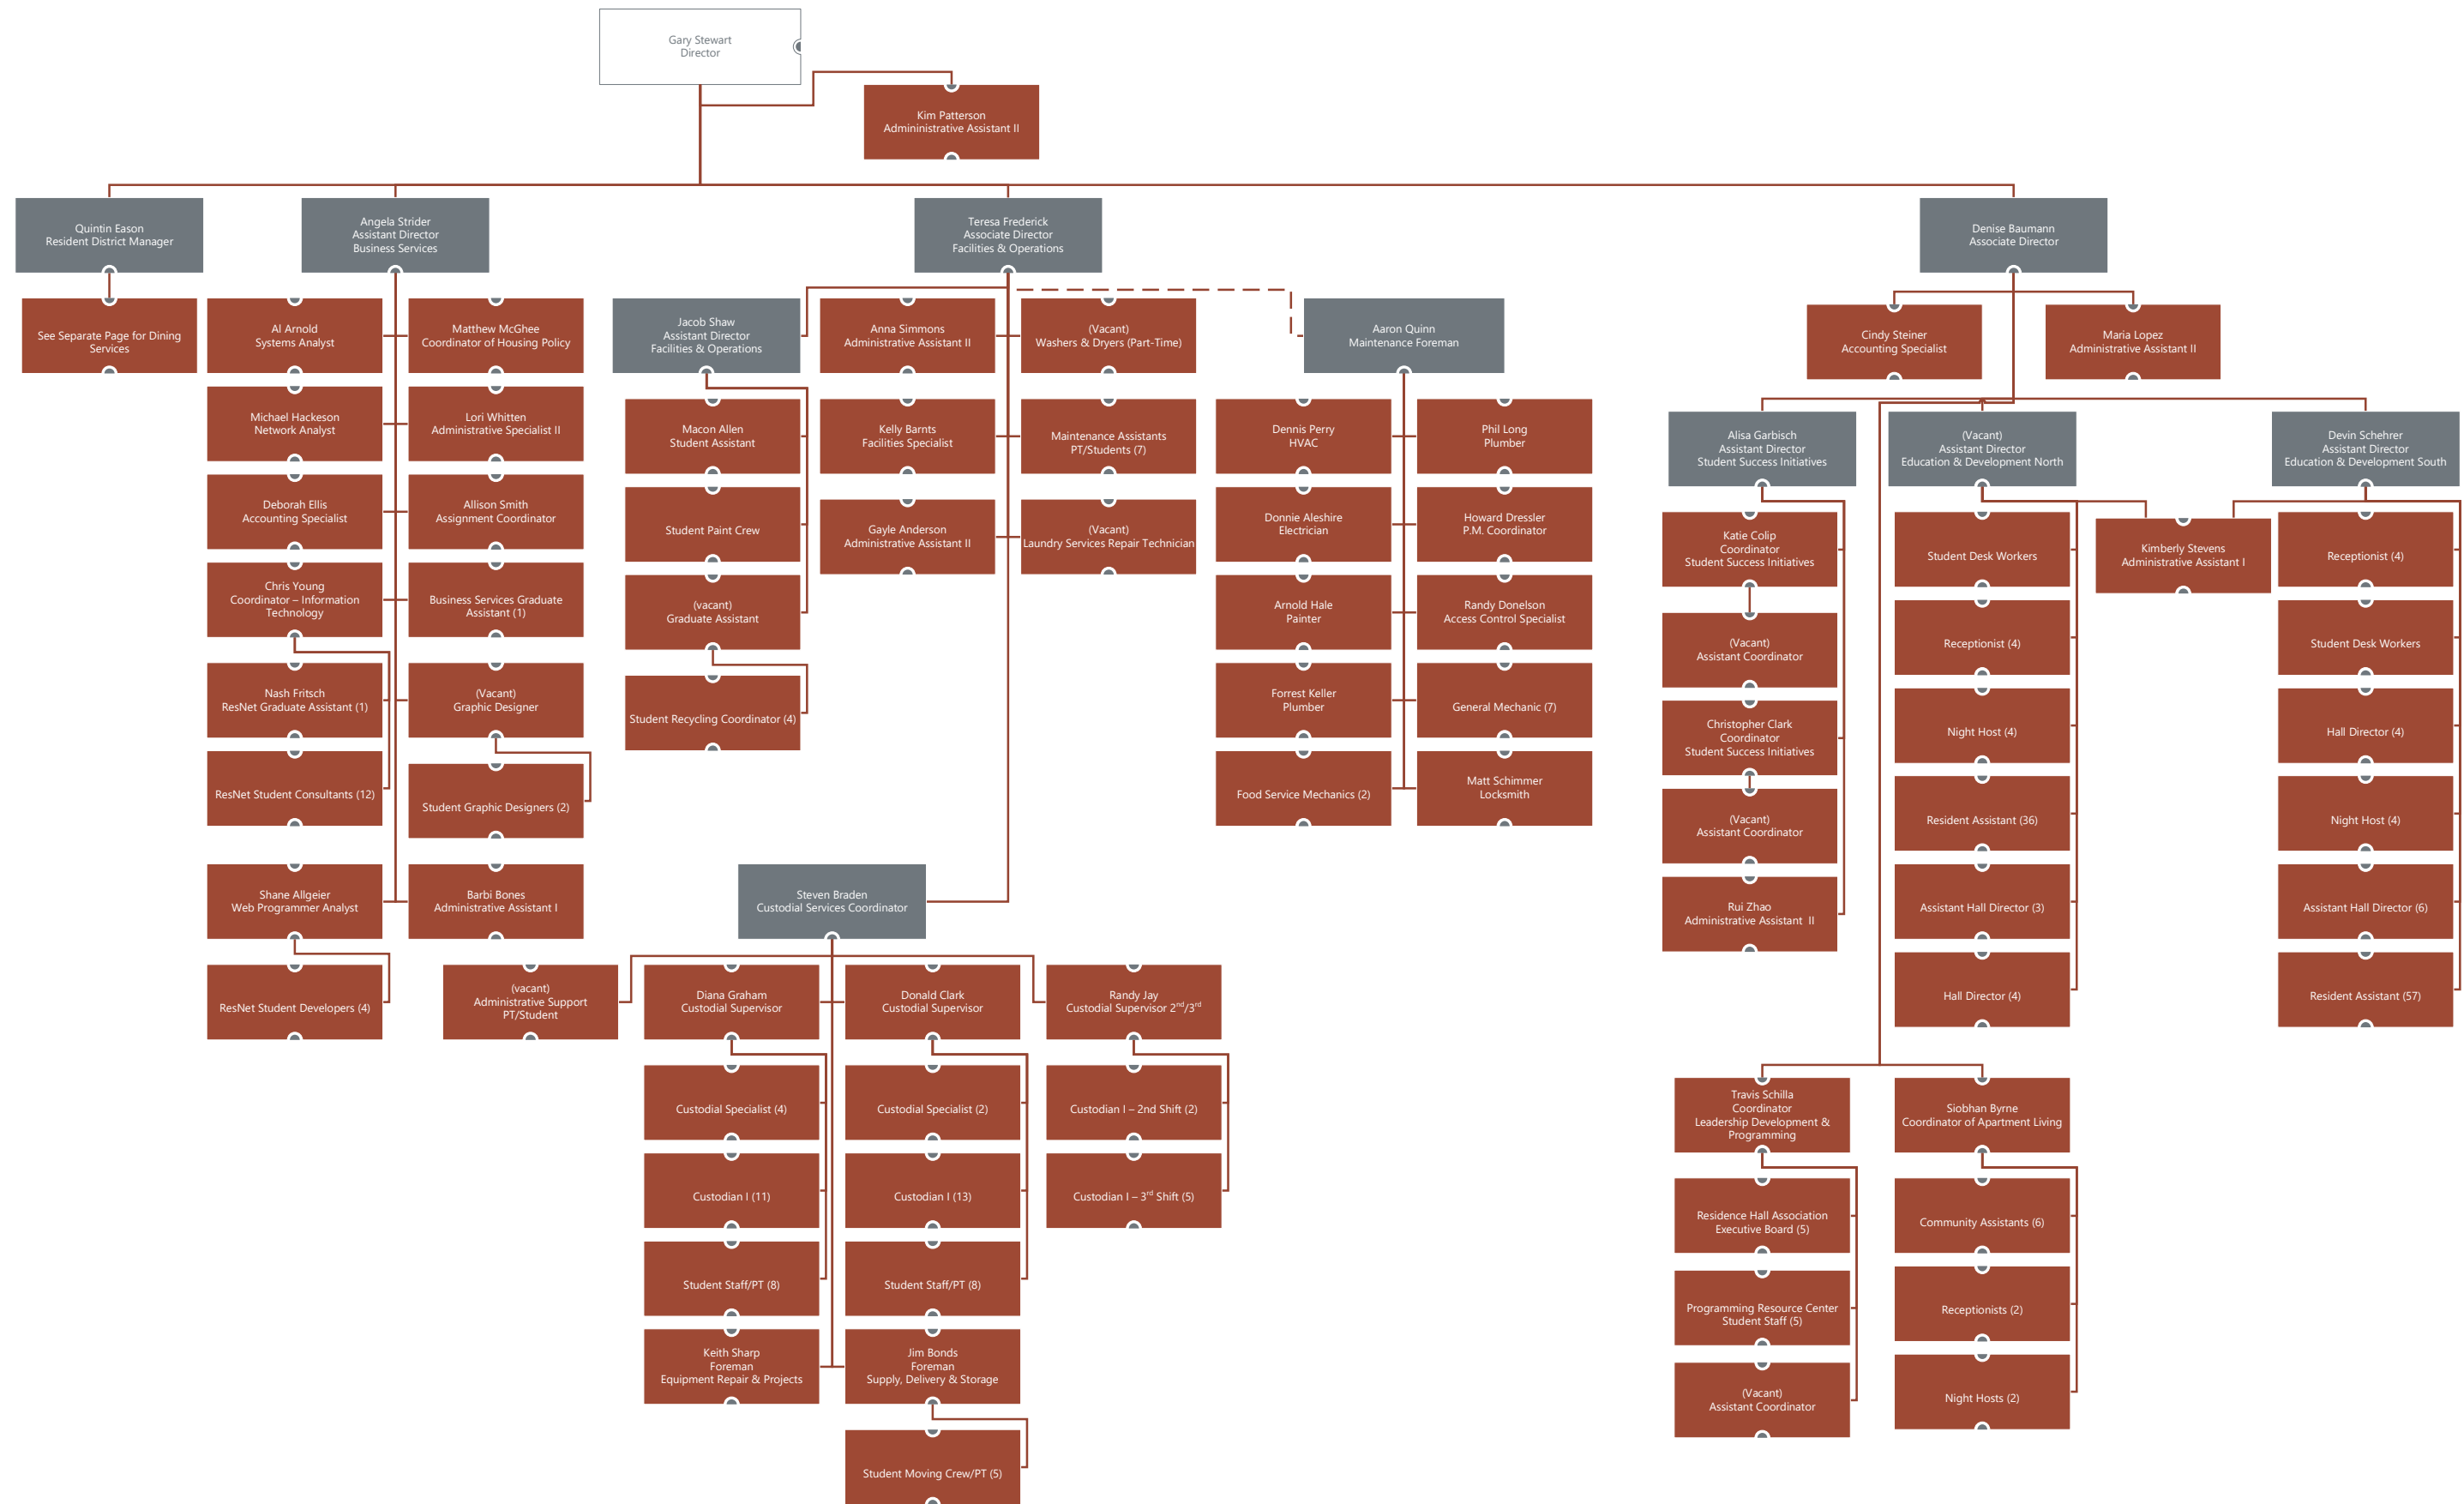 Gary Stewart
Director
Kim Patterson
Admininistrative Assistant II
Quintin Eason
Resident District Manager
Angela Strider
Assistant Director
Business Services
Teresa Frederick
Associate Director
Facilities & Operations
Denise Baumann
Associate Director
See Separate Page for Dining
Services
Al Arnold
Systems Analyst
Matthew McGhee
Coordinator of Housing Policy
Michael Hackeson
Network Analyst
Lori Whitten
Administrative Specialist II
Deborah Ellis
Accounting Specialist
Allison Smith
Assignment Coordinator
Chris Young
Coordinator – Information
Technology
Business Services Graduate
Assistant (1)
Nash Fritsch
ResNet Graduate Assistant (1)
(Vacant)
Graphic Designer
ResNet Student Consultants (12)
Student Graphic Designers (2)
Shane Allgeier
Web Programmer Analyst
Barbi Bones
Administrative Assistant I
ResNet Student Developers (4)
Jacob Shaw
Assistant Director
Facilities & Operations
Anna Simmons
Administrative Assistant II
(Vacant)
Washers & Dryers (Part-Time)
Aaron Quinn
Maintenance Foreman
Macon Allen
Student Assistant
Kelly Barnts
Facilities Specialist
Maintenance Assistants
PT/Students (7)
Student Paint Crew
Gayle Anderson
Administrative Assistant II
(Vacant)
Laundry Services Repair Technician
(vacant)
Graduate Assistant
Student Recycling Coordinator (4)
Dennis Perry
HVAC
Phil Long
Plumber
Donnie Aleshire
Electrician
Howard Dressler
P.M. Coordinator
Arnold Hale
Painter
Randy Donelson
Access Control Specialist
Forrest Keller
Plumber
General Mechanic (7)
Food Service Mechanics (2)
Matt Schimmer
Locksmith
Steven Braden
Custodial Services Coordinator
(vacant)
Administrative Support
PT/Student
Diana Graham
Custodial Supervisor
Donald Clark
Custodial Supervisor
Randy Jay
Custodial Supervisor 2nd/3rd
Custodial Specialist (4)
Custodial Specialist (2)
Custodian I – 2nd Shift (2)
Custodian I (11)
Custodian I (13)
Custodian I – 3rd Shift (5)
Student Staff/PT (8)
Student Staff/PT (8)
Keith Sharp
Foreman
Equipment Repair & Projects
Jim Bonds
Foreman
Supply, Delivery & Storage
Student Moving Crew/PT (5)
Cindy Steiner
Accounting Specialist
Maria Lopez
Administrative Assistant II
Alisa Garbisch
Assistant Director
Student Success Initiatives
(Vacant)
Assistant Director
Education & Development North
Devin Schehrer
Assistant Director
Education & Development South
Katie Colip
Coordinator
Student Success Initiatives
(Vacant)
Assistant Coordinator
Christopher Clark
Coordinator
Student Success Initiatives
(Vacant)
Assistant Coordinator
Rui Zhao
Administrative Assistant  II
Student Desk Workers
Receptionist (4)
Night Host (4)
Resident Assistant (36)
Assistant Hall Director (3)
Hall Director (4)
Kimberly Stevens
Administrative Assistant I
Receptionist (4)
Student Desk Workers
Hall Director (4)
Night Host (4)
Assistant Hall Director (6)
Resident Assistant (57)
Travis Schilla
Coordinator
Leadership Development &
Programming
Siobhan Byrne
Coordinator of Apartment Living
Residence Hall Association
Executive Board (5)
Community Assistants (6)
Programming Resource Center
Student Staff (5)
Receptionists (2)
(Vacant)
Assistant Coordinator
Night Hosts (2)